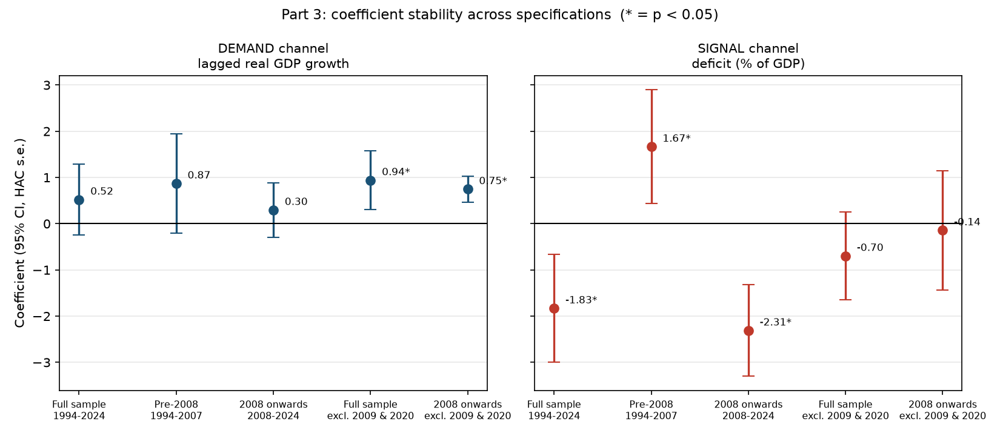 Part 3: coefficient stability across specifications  (* = p < 0.05)
DEMAND channel
lagged real GDP growth
Coefficient (95% CI, HAC s.e.)
3
2
1
0
−1
−2
−3
0.52
0.87
0.30
0.94*
0.75*
Full sample
1994-2024
Pre-2008
1994-2007
2008 onwards
2008-2024
Full sample
excl. 2009 & 2020
2008 onwards
excl. 2009 & 2020
SIGNAL channel
deficit (% of GDP)
-1.83*
1.67*
-2.31*
-0.70
-0.14
Full sample
1994-2024
Pre-2008
1994-2007
2008 onwards
2008-2024
Full sample
excl. 2009 & 2020
2008 onwards
excl. 2009 & 2020